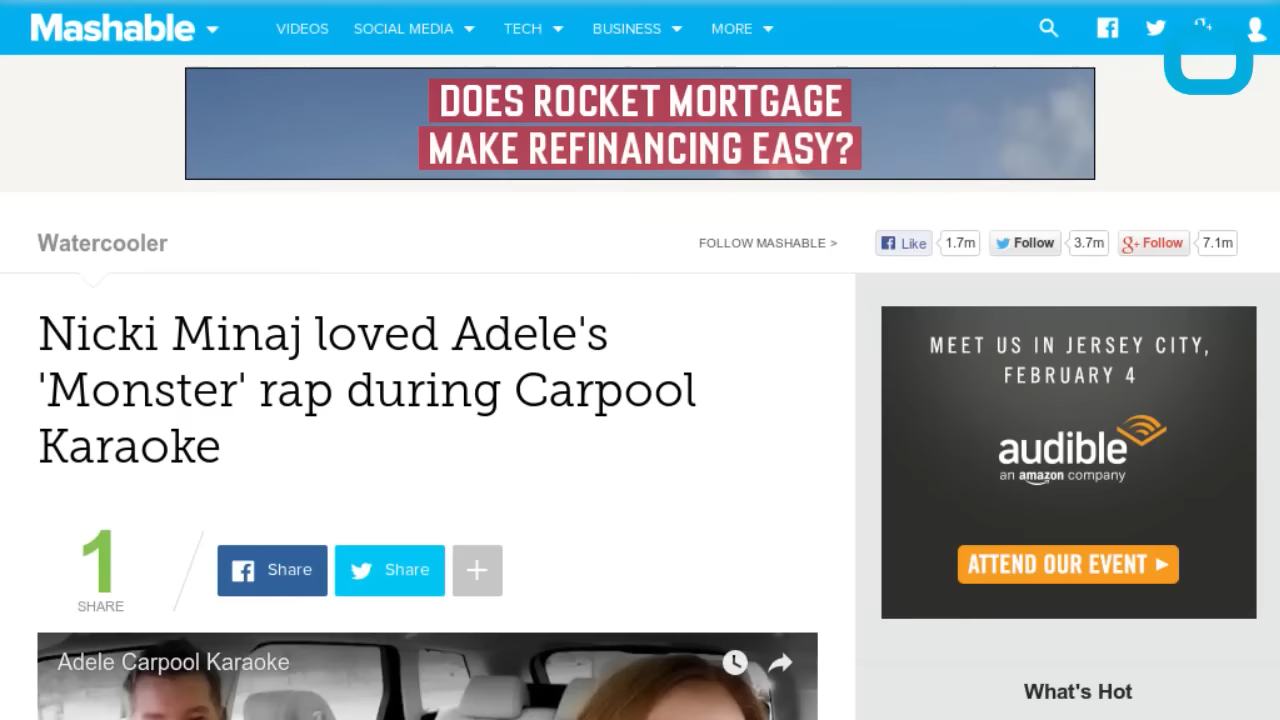 Mashable
VIDEOS SOCIAL MEDIA TECH BUSINESS MORE
DOES ROCKET MORTGAGE
MAKE REFINANCING EASY?
Watercooler
FOLLOW MASHABLE >
Like 1.7m Follow 3.7m Follow 7.1m
Nicki Minaj loved Adele's
'Monster' rap during Carpool
Karaoke
1
SHARE
Share
Share
Adele Carpool Karaoke
MEET US IN JERSEY CITY,
FEBRUARY 4
audible
an amazon company
ATTEND OUR EVENT
What's Hot